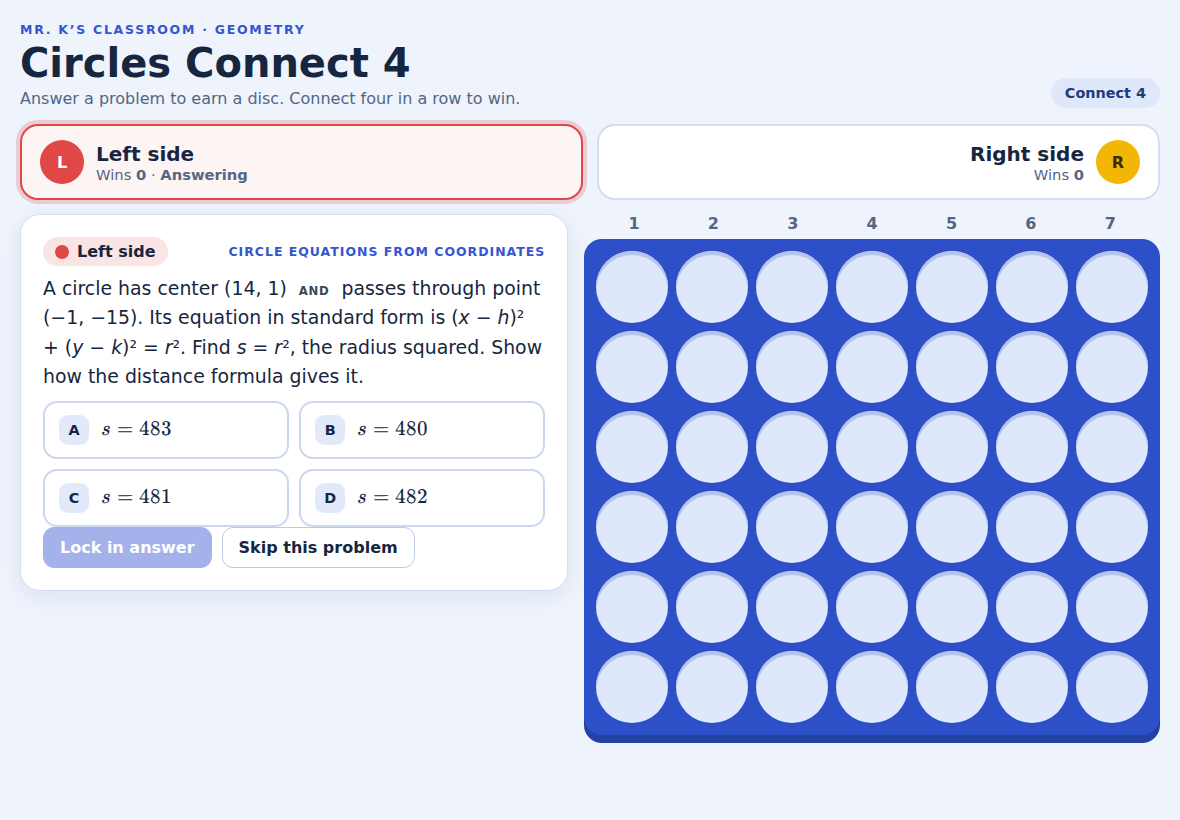 MR. K’S CLASSROOM · GEOMETRY
Circles Connect 4
Answer a problem to earn a disc. Connect four in a row to win.
Connect 4
L
Left side
Wins 0 · Answering
Right side
Wins 0
R
Left side
CIRCLE EQUATIONS FROM COORDINATES
A circle has center (14, 1) AND passes through point
(−1, −15). Its equation in standard form is (x − h)²
+ (y − k)² = r². Find s = r², the radius squared. Show
how the distance formula gives it.
A s = 483
B s = 480
C s = 481
D s = 482
Lock in answer
Skip this problem
1 2 3 4 5 6 7